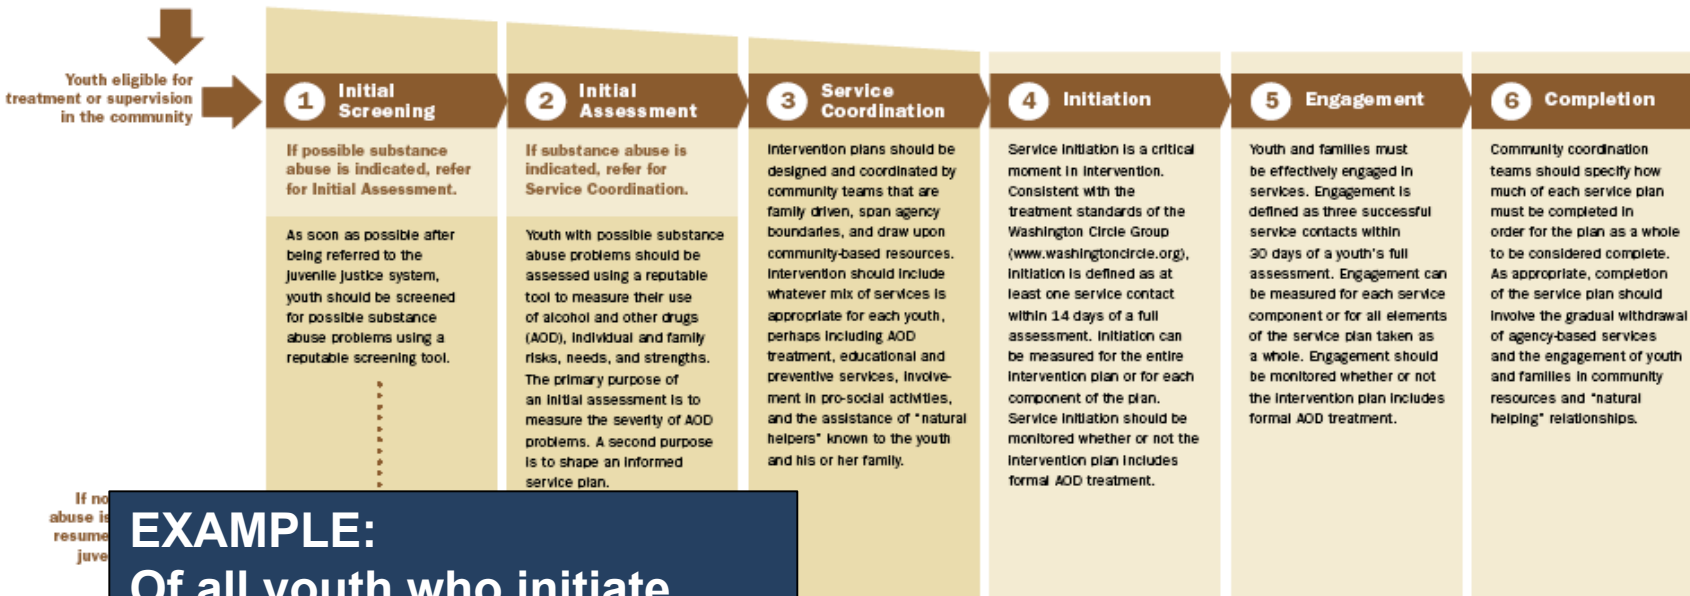 Youth eligible for
treatment or supervision
in the community
1 Initial
Screening
If possible substance
abuse is indicated, refer
for Initial Assessment.
As soon as possible after
being referred to the
juvenile justice system,
youth should be screened
for possible substance
abuse problems using a
reputable screening tool.
2 Initial
Assessment
If substance abuse is
indicated, refer for
Service Coordination.
Youth with possible substance
abuse problems should be
assessed using a reputable
tool to measure their use
of alcohol and other drugs
(AOD), individual and family
risks, needs, and strengths.
The primary purpose of
an initial assessment is to
measure the severity of AOD
problems. A second purpose
is to shape an informed
service plan.
3 Service
Coordination
Intervention plans should be
designed and coordinated by
community teams that are
family driven, span agency
boundaries, and draw upon
community-based resources.
Intervention should include
whatever mix of services is
appropriate for each youth,
perhaps including AOD
treatment, educational and
preventive services, involve-
ment in pro-social activities,
and the assistance of "natural
helpers" known to the youth
and his or her family.
4 Initiation
Service initiation is a critical
moment in intervention.
Consistent with the
treatment standards of the
Washington Circle Group
(www.washingtoncircle.org),
initiation is defined as at
least one service contact
within 14 days of a full
assessment. Initiation can
be measured for the entire
intervention plan or for each
component of the plan.
Service initiation should be
monitored whether or not the
intervention plan includes
formal AOD treatment.
5 Engagement
Youth and families must
be effectively engaged in
services. Engagement is
defined as three successful
service contacts within
30 days of a youth's full
assessment. Engagement can
be measured for each service
component or for all elements
of the service plan taken as
a whole. Engagement should
be monitored whether or not
the intervention plan includes
formal AOD treatment.
6 Completion
Community coordination
teams should specify how
much of each service plan
must be completed in
order for the plan as a whole
to be considered complete.
As appropriate, completion
of the service plan should
involve the gradual withdrawal
of agency-based services
and the engagement of youth
and families in community
resources and "natural
helping" relationships.
If no
abuse is
resume
juve
EXAMPLE:
Of all youth who initiate